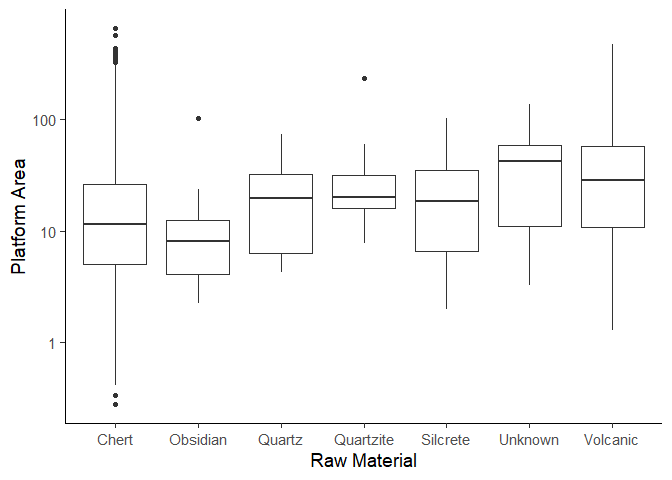 Platform Area
100
10
1
Chert Obsidian Quartz Quartzite Silcrete Unknown Volcanic
Raw Material